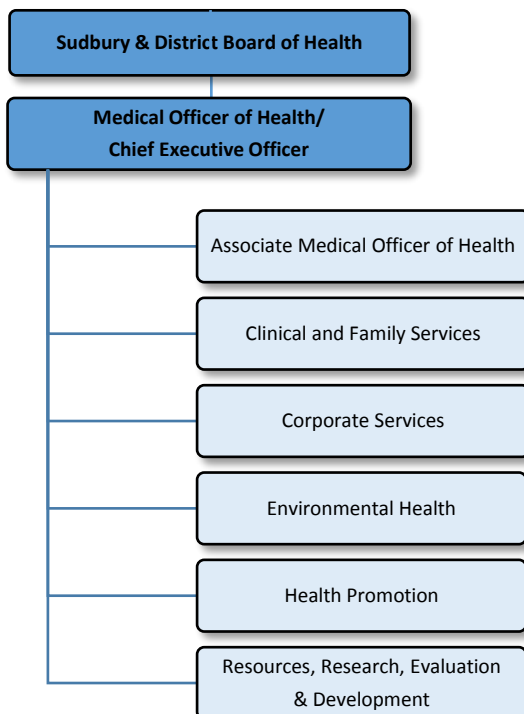 Sudbury & District Board of Health
Medical Officer of Health/
Chief Executive Officer
Associate Medical Officer of Health
Clinical and Family Services
Corporate Services
Environmental Health
Health Promotion
Resources, Research, Evaluation
& Development